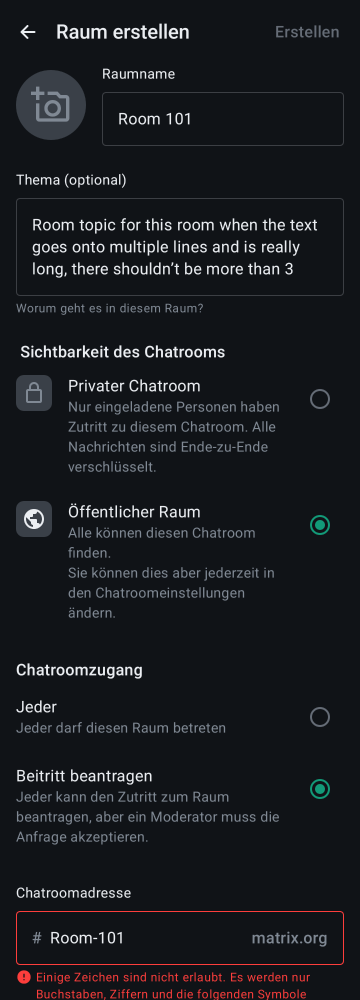 Raum erstellen
Erstellen
Raumname
Room 101
Thema (optional)
Room topic for this room when the text
goes onto multiple lines and is really
long, there shouldn’t be more than 3
Worum geht es in diesem Raum?
Sichtbarkeit des Chatrooms
Privater Chatroom
Nur eingeladene Personen haben
Zutritt zu diesem Chatroom. Alle
Nachrichten sind Ende-zu-Ende
verschlüsselt.
Öffentlicher Raum
Alle können diesen Chatroom
finden.
Sie können dies aber jederzeit in
den Chatroomeinstellungen
ändern.
Chatroomzugang
Jeder
Jeder darf diesen Raum betreten
Beitritt beantragen
Jeder kann den Zutritt zum Raum
beantragen, aber ein Moderator muss die
Anfrage akzeptieren.
Chatroomadresse
# Room-101 matrix.org
Einige Zeichen sind nicht erlaubt. Es werden nur
Buchstaben, Ziffern und die folgenden Symbole